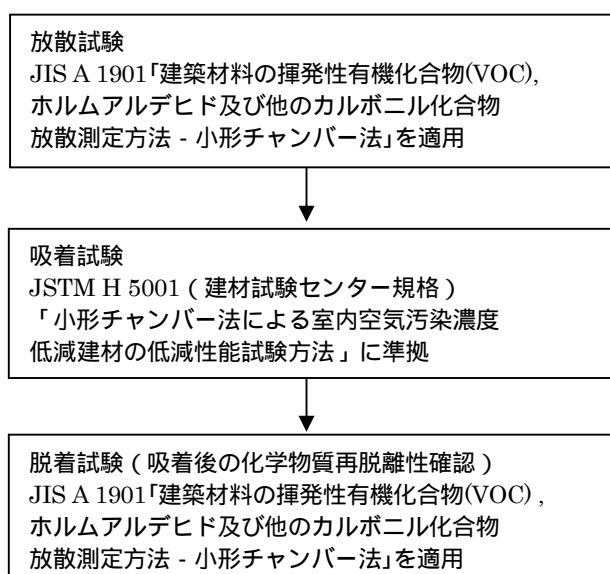 放散試験
JIS A 1901「建築材料の揮発性有機化合物(VOC),
ホルムアルデヒド及び他のカルボニル化合物
放散測定方法 - 小形チャンバー法」を適用
吸着試験
JSTM H 5001 ( 建材試験センター規格 )
「 小形チャンバー法による室内空気汚染濃度
低減建材の低減性能試験方法 」に準拠
脱着試験 ( 吸着後の化学物質再脱離性確認 )
JIS A 1901「建築材料の揮発性有機化合物(VOC) ,
ホルムアルデヒド及び他のカルボニル化合物
放散測定方法 - 小形チャンバー法」を適用